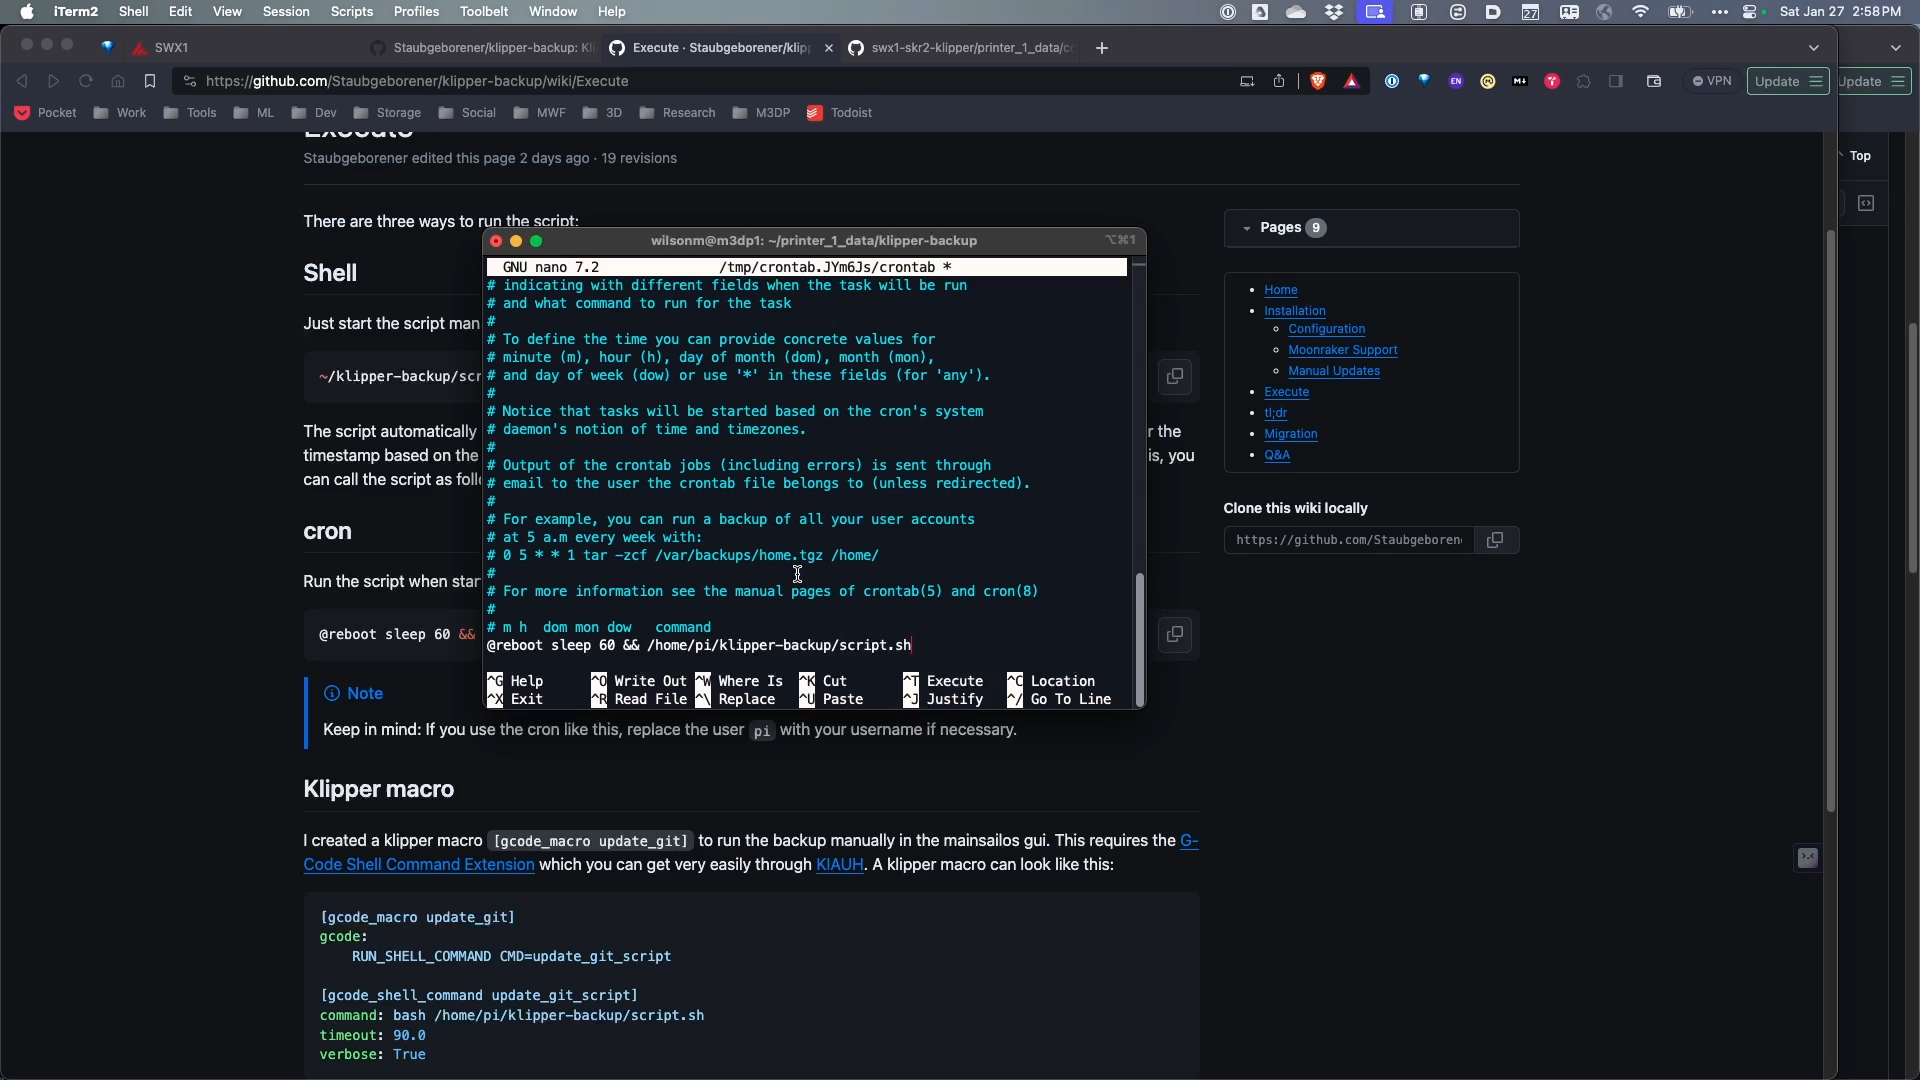 iTerm2 Shell Edit View Session Scripts Profiles Toolbelt Window Help
27
Sat Jan 27 2:58PM
SWX1
Staubgeborener/klipper-backup: Kl
Execute · Staubgeborener/klip
swx1-skr2-klipper/printer_1_data/c
https://github.com/Staubgeborener/klipper-backup/wiki/Execute
EN
VPN
Update
Update
Pocket Work Tools ML Dev Storage Social MWF 3D Research M3DP Todoist
Execute
Staubgeborener edited this page 2 days ago · 19 revisions
Top
There are three ways to run the script:
Pages 9
Shell
Just start the script man
~/klipper-backup/scr
The script automatically
r the
timestamp based on the
is, you
can call the script as foll
cron
Run the script when star
@reboot sleep 60 &&
Home
Installation
Configuration
Moonraker Support
Manual Updates
Execute
tl;dr
Migration
Q&A
Clone this wiki locally
https://github.com/Staubgeboren
wilsonm@m3dp1: ~/printer_1_data/klipper-backup
⌥⌘1
GNU nano 7.2 /tmp/crontab.JYm6Js/crontab *
# indicating with different fields when the task will be run
# and what command to run for the task
#
# To define the time you can provide concrete values for
# minute (m), hour (h), day of month (dom), month (mon),
# and day of week (dow) or use '*' in these fields (for 'any').
#
# Notice that tasks will be started based on the cron's system
# daemon's notion of time and timezones.
#
# Output of the crontab jobs (including errors) is sent through
# email to the user the crontab file belongs to (unless redirected).
#
# For example, you can run a backup of all your user accounts
# at 5 a.m every week with:
# 0 5 * * 1 tar -zcf /var/backups/home.tgz /home/
#
# For more information see the manual pages of crontab(5) and cron(8)
#
# m h  dom mon dow   command
@reboot sleep 60 && /home/pi/klipper-backup/script.sh
^G Help ^O Write Out ^W Where Is ^K Cut ^T Execute ^C Location
^X Exit ^R Read File ^\ Replace ^U Paste ^J Justify ^/ Go To Line
Note
Keep in mind: If you use the cron like this, replace the user pi with your username if necessary.
Klipper macro
I created a klipper macro [gcode_macro update_git] to run the backup manually in the mainsailos gui. This requires the G-
Code Shell Command Extension which you can get very easily through KIAUH. A klipper macro can look like this:
[gcode_macro update_git]
gcode:
RUN_SHELL_COMMAND CMD=update_git_script
[gcode_shell_command update_git_script]
command: bash /home/pi/klipper-backup/script.sh
timeout: 90.0
verbose: True